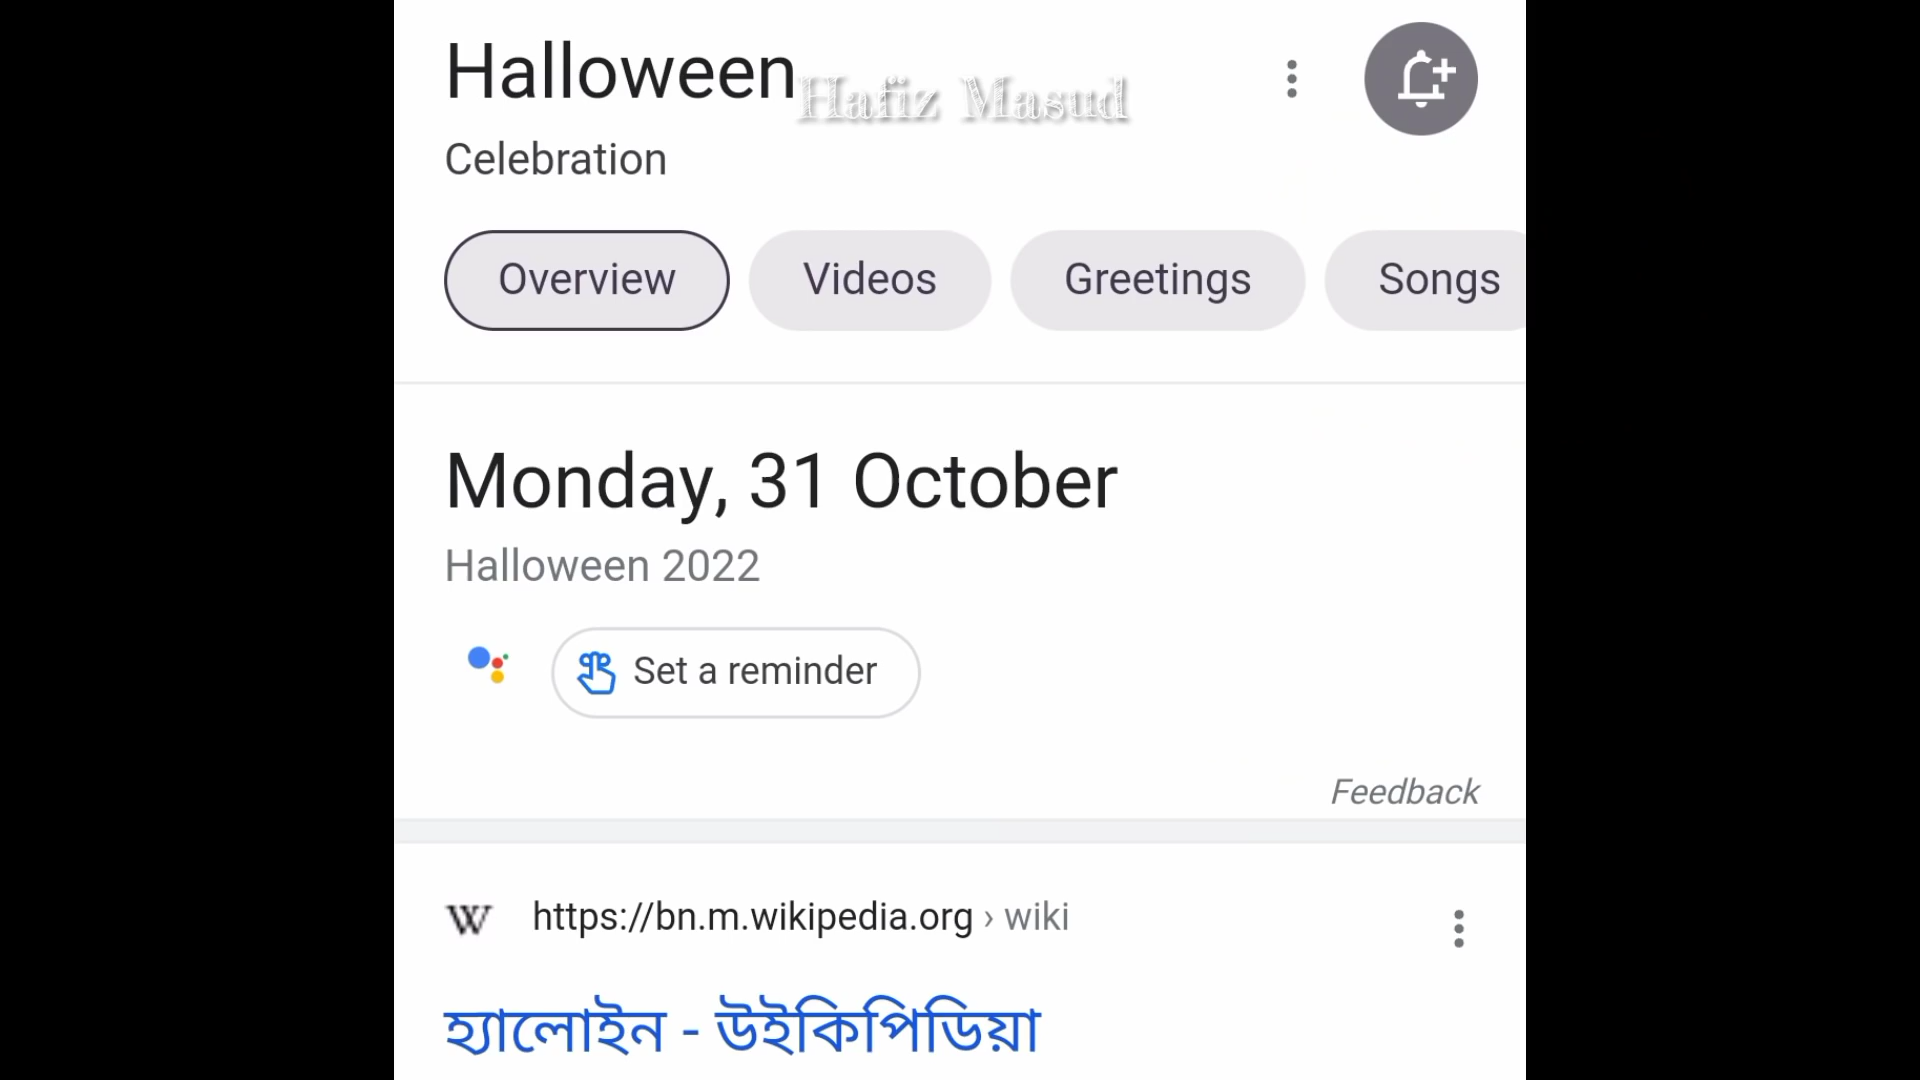 Halloween
Hafiz Masud
Celebration
Overview
Videos
Greetings
Songs
Monday, 31 October
Halloween 2022
Set a reminder
Feedback
W https://bn.m.wikipedia.org › wiki
হ্যালোইন - উইকিপিডিয়া